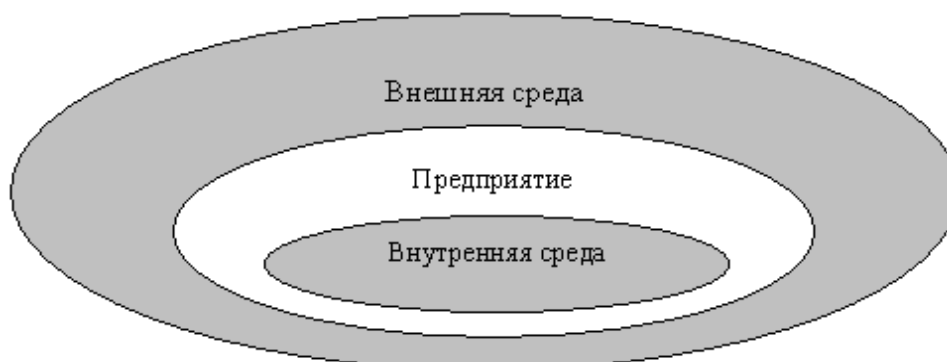 Внешняя среда
Предприятие
Внутренняя среда